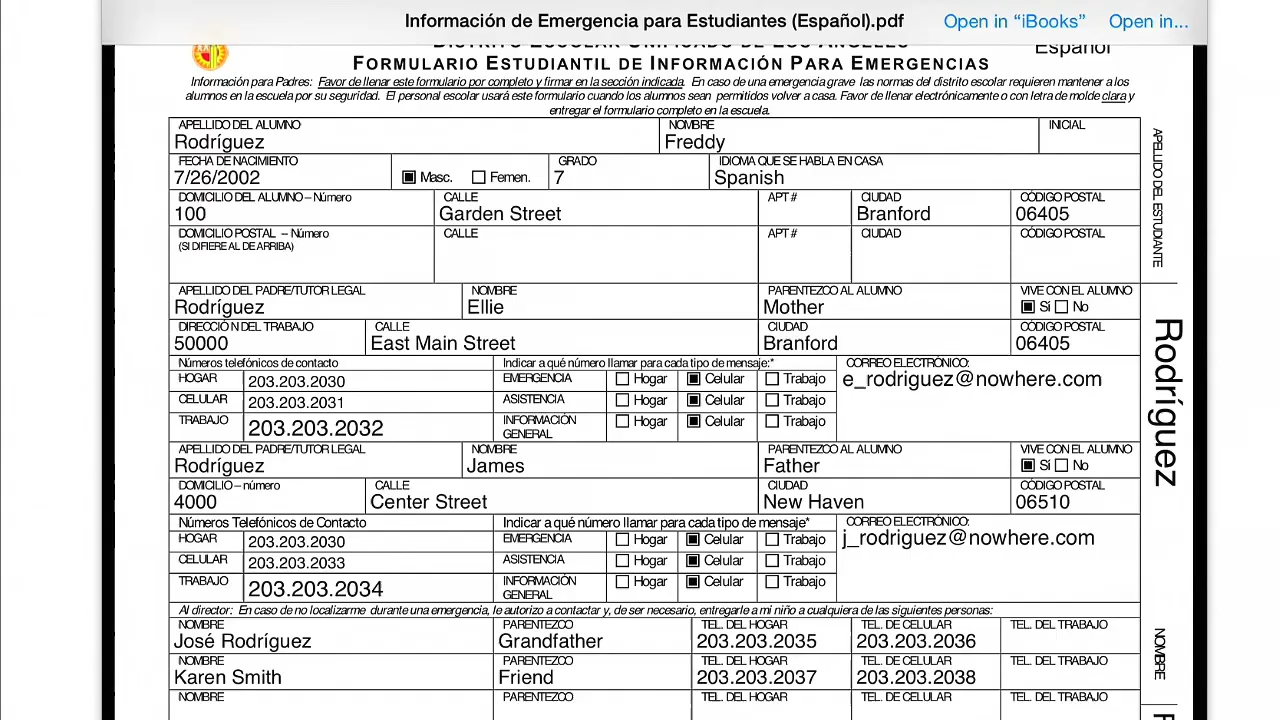 Información de Emergencia para Estudiantes (Español).pdf Open in “iBooks” Open in...
DISTRITO ESCOLAR UNIFICADO DE LOS ANGELES
Español
FORMULARIO ESTUDIANTIL DE INFORMACIÓN PARA EMERGENCIAS
Información para Padres: Favor de llenar este formulario por completo y firmar en la sección indicada. En caso de una emergencia grave las normas del distrito escolar requieren mantener a los
alumnos en la escuela por su seguridad. El personal escolar usará este formulario cuando los alumnos sean permitidos volver a casa. Favor de llenar electrónicamente o con letra de molde clara y
entregar el formulario completo en la escuela.
APELLIDO DEL ALUMNO NOMBRE INICIAL
Rodríguez Freddy
FECHA DE NACIMIENTO GRADO IDIOMA QUE SE HABLA EN CASA
7/26/2002 Masc. Femen. 7 Spanish
DOMICILIO DEL ALUMNO – Número CALLE APT # CIUDAD CÓDIGO POSTAL
100 Garden Street Branford 06405
DOMICILIO POSTAL – Número CALLE APT # CIUDAD CÓDIGO POSTAL
(SI DIFIERE AL DE ARRIBA)
APELLIDO DEL PADRE/TUTOR LEGAL NOMBRE PARENTEZCO AL ALUMNO VIVE CON EL ALUMNO
Rodríguez Ellie Mother Sí No
DIRECCIÓN DEL TRABAJO CALLE CIUDAD CÓDIGO POSTAL
50000 East Main Street Branford 06405
Números telefónicos de contacto Indicar a qué número llamar para cada tipo de mensaje:* CORREO ELECTRÓNICO:
HOGAR 203.203.2030 EMERGENCIA Hogar Celular Trabajo e_rodriguez@nowhere.com
CELULAR 203.203.2031 ASISTENCIA Hogar Celular Trabajo
TRABAJO 203.203.2032 INFORMACIÓN GENERAL Hogar Celular Trabajo
APELLIDO DEL PADRE/TUTOR LEGAL NOMBRE PARENTEZCO AL ALUMNO VIVE CON EL ALUMNO
Rodríguez James Father Sí No
DOMICILIO – número CALLE CIUDAD CÓDIGO POSTAL
4000 Center Street New Haven 06510
Números Telefónicos de Contacto Indicar a qué número llamar para cada tipo de mensaje* CORREO ELECTRÓNICO:
HOGAR 203.203.2030 EMERGENCIA Hogar Celular Trabajo j_rodriguez@nowhere.com
CELULAR 203.203.2033 ASISTENCIA Hogar Celular Trabajo
TRABAJO 203.203.2034 INFORMACIÓN GENERAL Hogar Celular Trabajo
Al director: En caso de no localizarme durante una emergencia, le autorizo a contactar y, de ser necesario, entregarle a mi niño a cualquiera de las siguientes personas:
NOMBRE PARENTEZCO TEL. DEL HOGAR TEL. DE CELULAR TEL. DEL TRABAJO
José Rodríguez Grandfather 203.203.2035 203.203.2036
NOMBRE PARENTEZCO TEL. DEL HOGAR TEL. DE CELULAR TEL. DEL TRABAJO
Karen Smith Friend 203.203.2037 203.203.2038
NOMBRE PARENTEZCO TEL. DEL HOGAR TEL. DE CELULAR TEL. DEL TRABAJO
APELLIDO DEL ESTUDIANTE
Rodríguez
NOMBRE